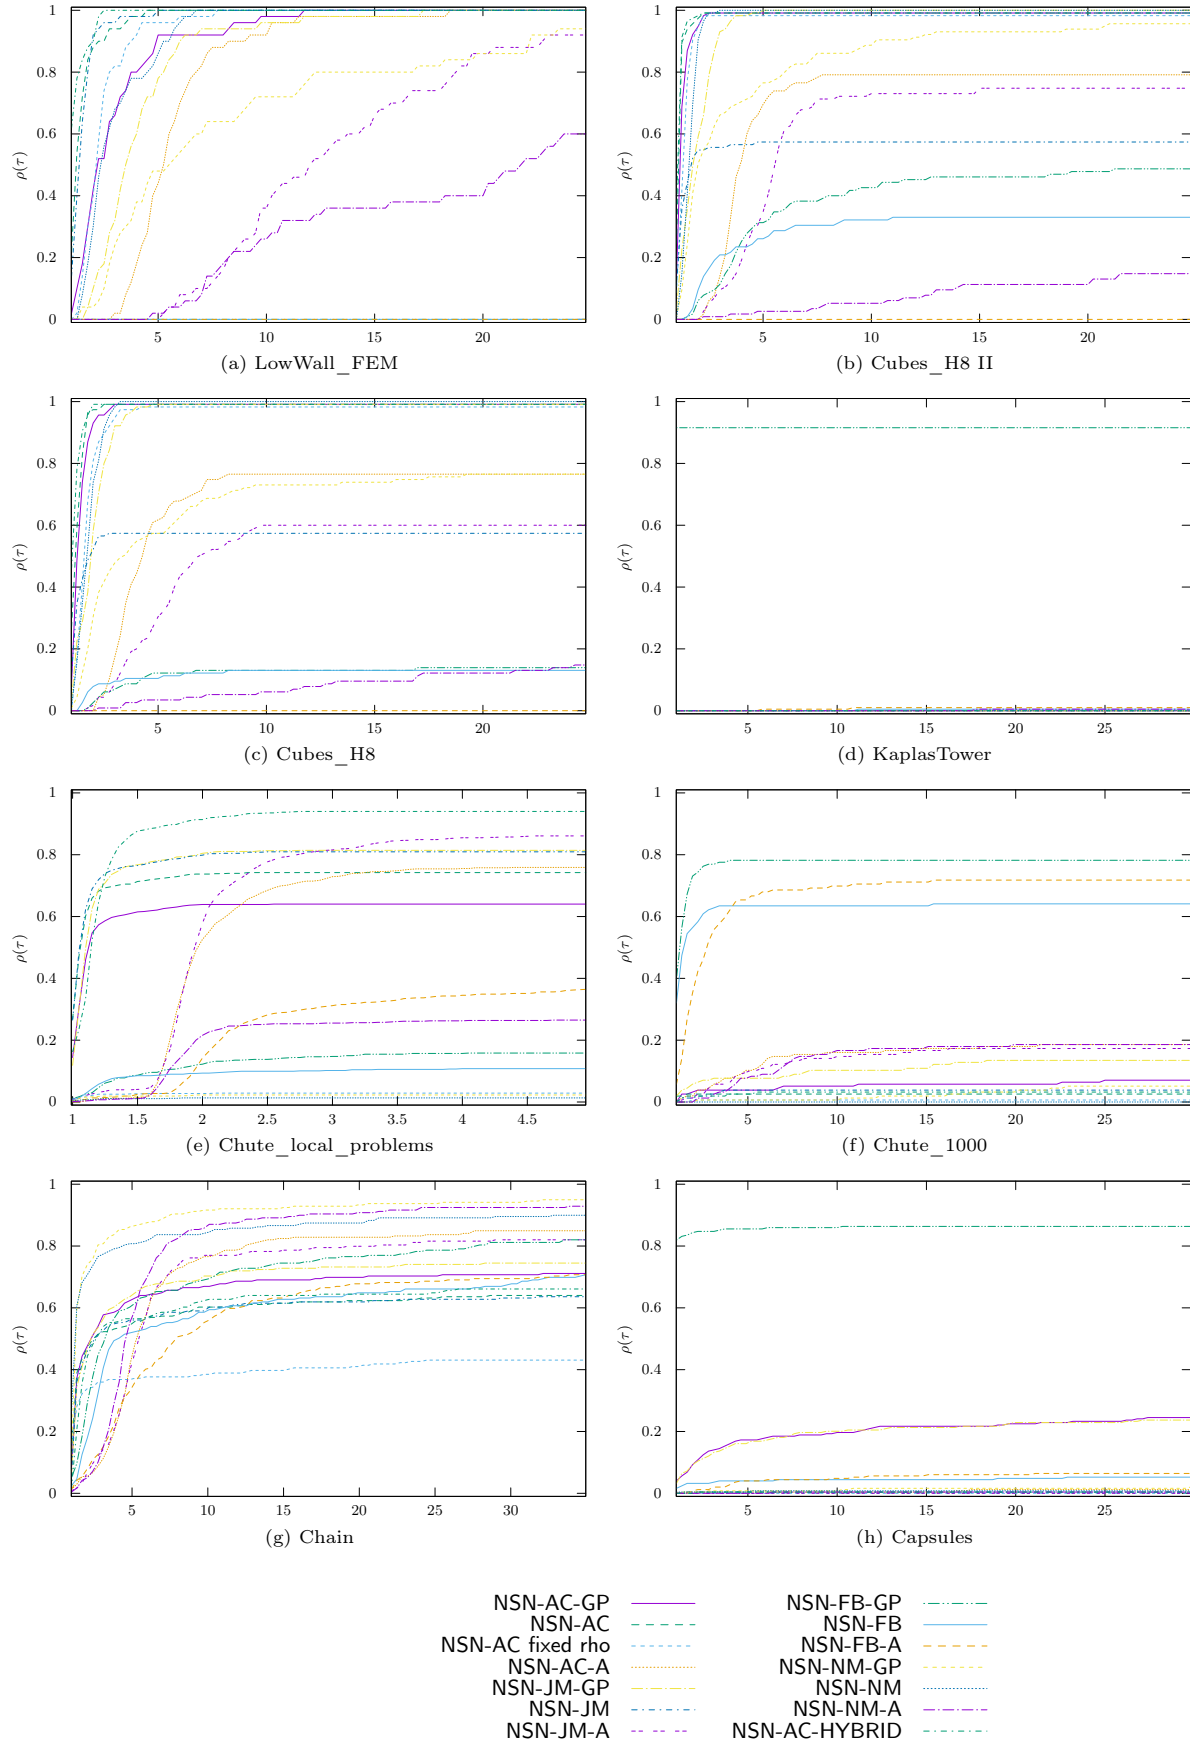 1
0.8
0.6
ρ(τ)
0.4
0.2
0
5 10 15 20
(a) LowWall_FEM
1
0.8
0.6
ρ(τ)
0.4
0.2
0
5 10 15 20
(b) Cubes_H8 II
1
0.8
0.6
ρ(τ)
0.4
0.2
0
5 10 15 20
(c) Cubes_H8
1
0.8
0.6
ρ(τ)
0.4
0.2
0
5 10 15 20 25
(d) KaplasTower
1
0.8
0.6
ρ(τ)
0.4
0.2
0
1 1.5 2 2.5 3 3.5 4 4.5
(e) Chute_local_problems
1
0.8
0.6
ρ(τ)
0.4
0.2
0
5 10 15 20 25
(f) Chute_1000
1
0.8
0.6
ρ(τ)
0.4
0.2
0
5 10 15 20 25 30
(g) Chain
1
0.8
0.6
ρ(τ)
0.4
0.2
0
5 10 15 20 25
(h) Capsules
NSN-AC-GP
NSN-AC
NSN-AC fixed rho
NSN-AC-A
NSN-JM-GP
NSN-JM
NSN-JM-A
NSN-FB-GP
NSN-FB
NSN-FB-A
NSN-NM-GP
NSN-NM
NSN-NM-A
NSN-AC-HYBRID